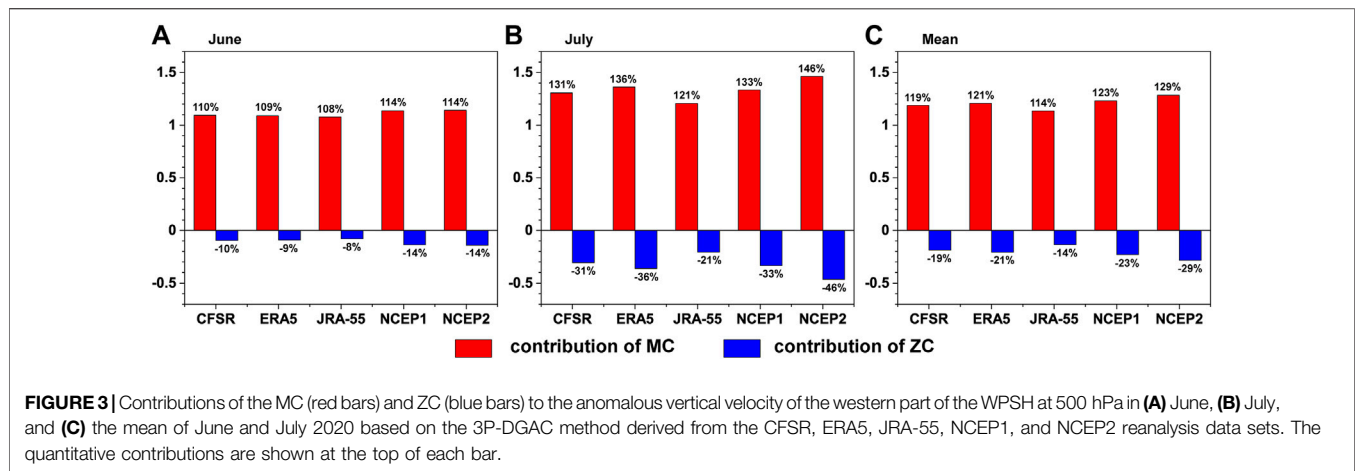 A June
B July
C Mean
1.5
1
0.5
0
-0.5
110% 109% 108% 114% 114%
-10% -9% -8% -14% -14%
CFSR ERA5 JRA-55 NCEP1 NCEP2
1.5
1
0.5
0
-0.5
131% 136% 121% 133% 146%
-31% -36% -21% -33% -46%
CFSR ERA5 JRA-55 NCEP1 NCEP2
1.5
1
0.5
0
-0.5
119% 121% 114% 123% 129%
-19% -21% -14% -23% -29%
CFSR ERA5 JRA-55 NCEP1 NCEP2
contribution of MC contribution of ZC
FIGURE 3 | Contributions of the MC (red bars) and ZC (blue bars) to the anomalous vertical velocity of the western part of the WPSH at 500 hPa in (A) June, (B) July,
and (C) the mean of June and July 2020 based on the 3P-DGAC method derived from the CFSR, ERA5, JRA-55, NCEP1, and NCEP2 reanalysis data sets. The
quantitative contributions are shown at the top of each bar.